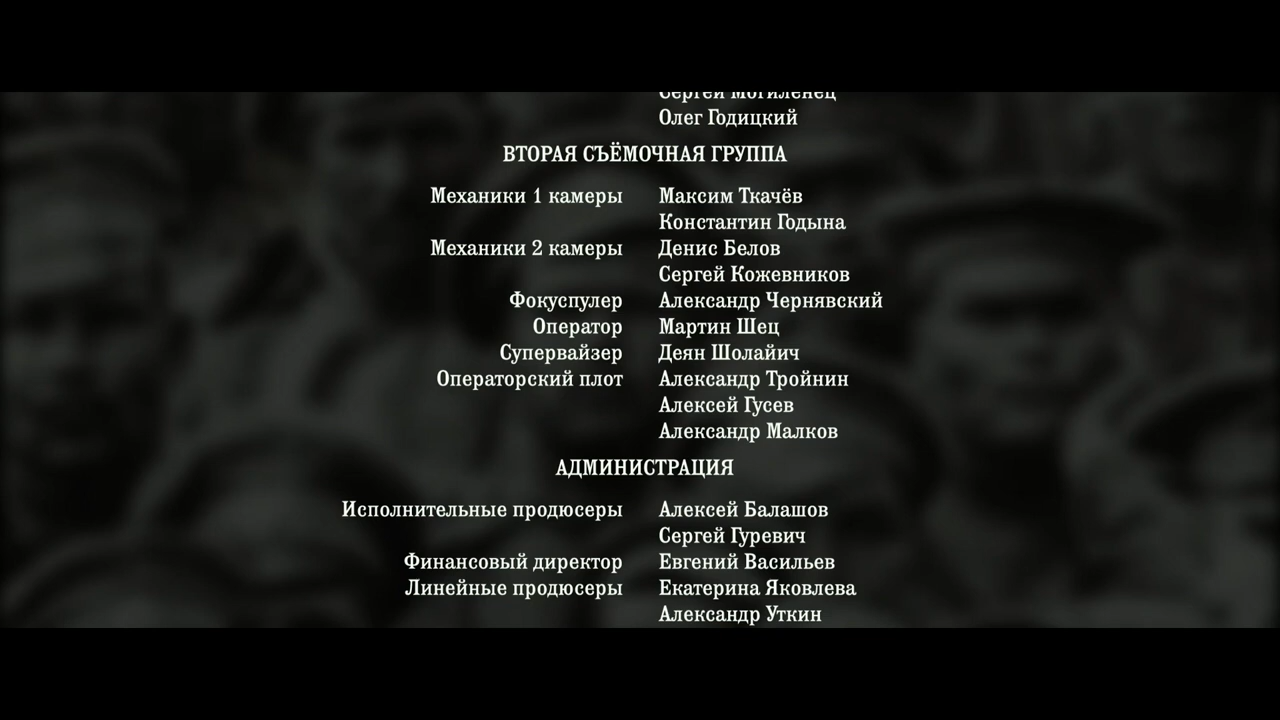 Сергей Могиленец
Олег Годицкий
ВТОРАЯ СЪЁМОЧНАЯ ГРУППА
Механики 1 камеры Максим Ткачёв
Константин Годына
Механики 2 камеры Денис Белов
Сергей Кожевников
Фокуспулер Александр Чернявский
Оператор Мартин Шец
Супервайзер Деян Шолайич
Операторский плот Александр Тройнин
Алексей Гусев
Александр Малков
АДМИНИСТРАЦИЯ
Исполнительные продюсеры Алексей Балашов
Сергей Гуревич
Финансовый директор Евгений Васильев
Линейные продюсеры Екатерина Яковлева
Александр Уткин